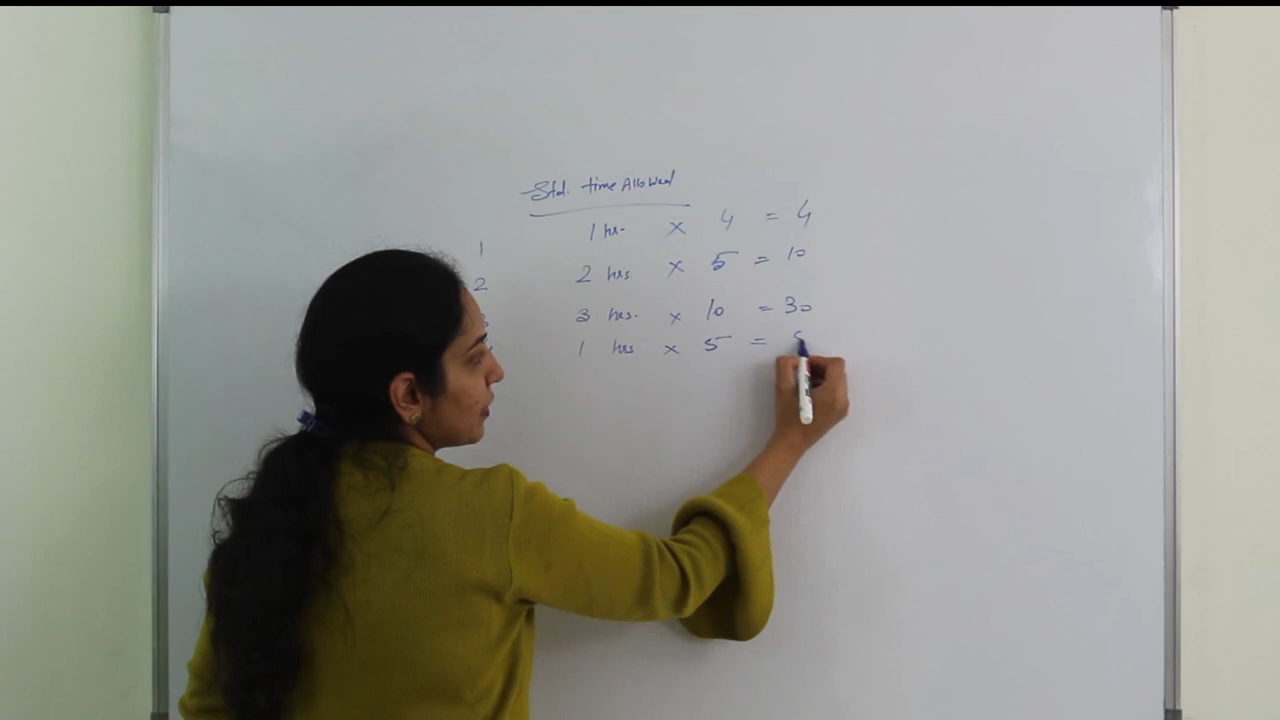 Std. time Allowed
1 1 hr. × 4 = 4
2 2 hrs × 5 = 10
3 hrs. × 10 = 30
1 hrs × 5 =